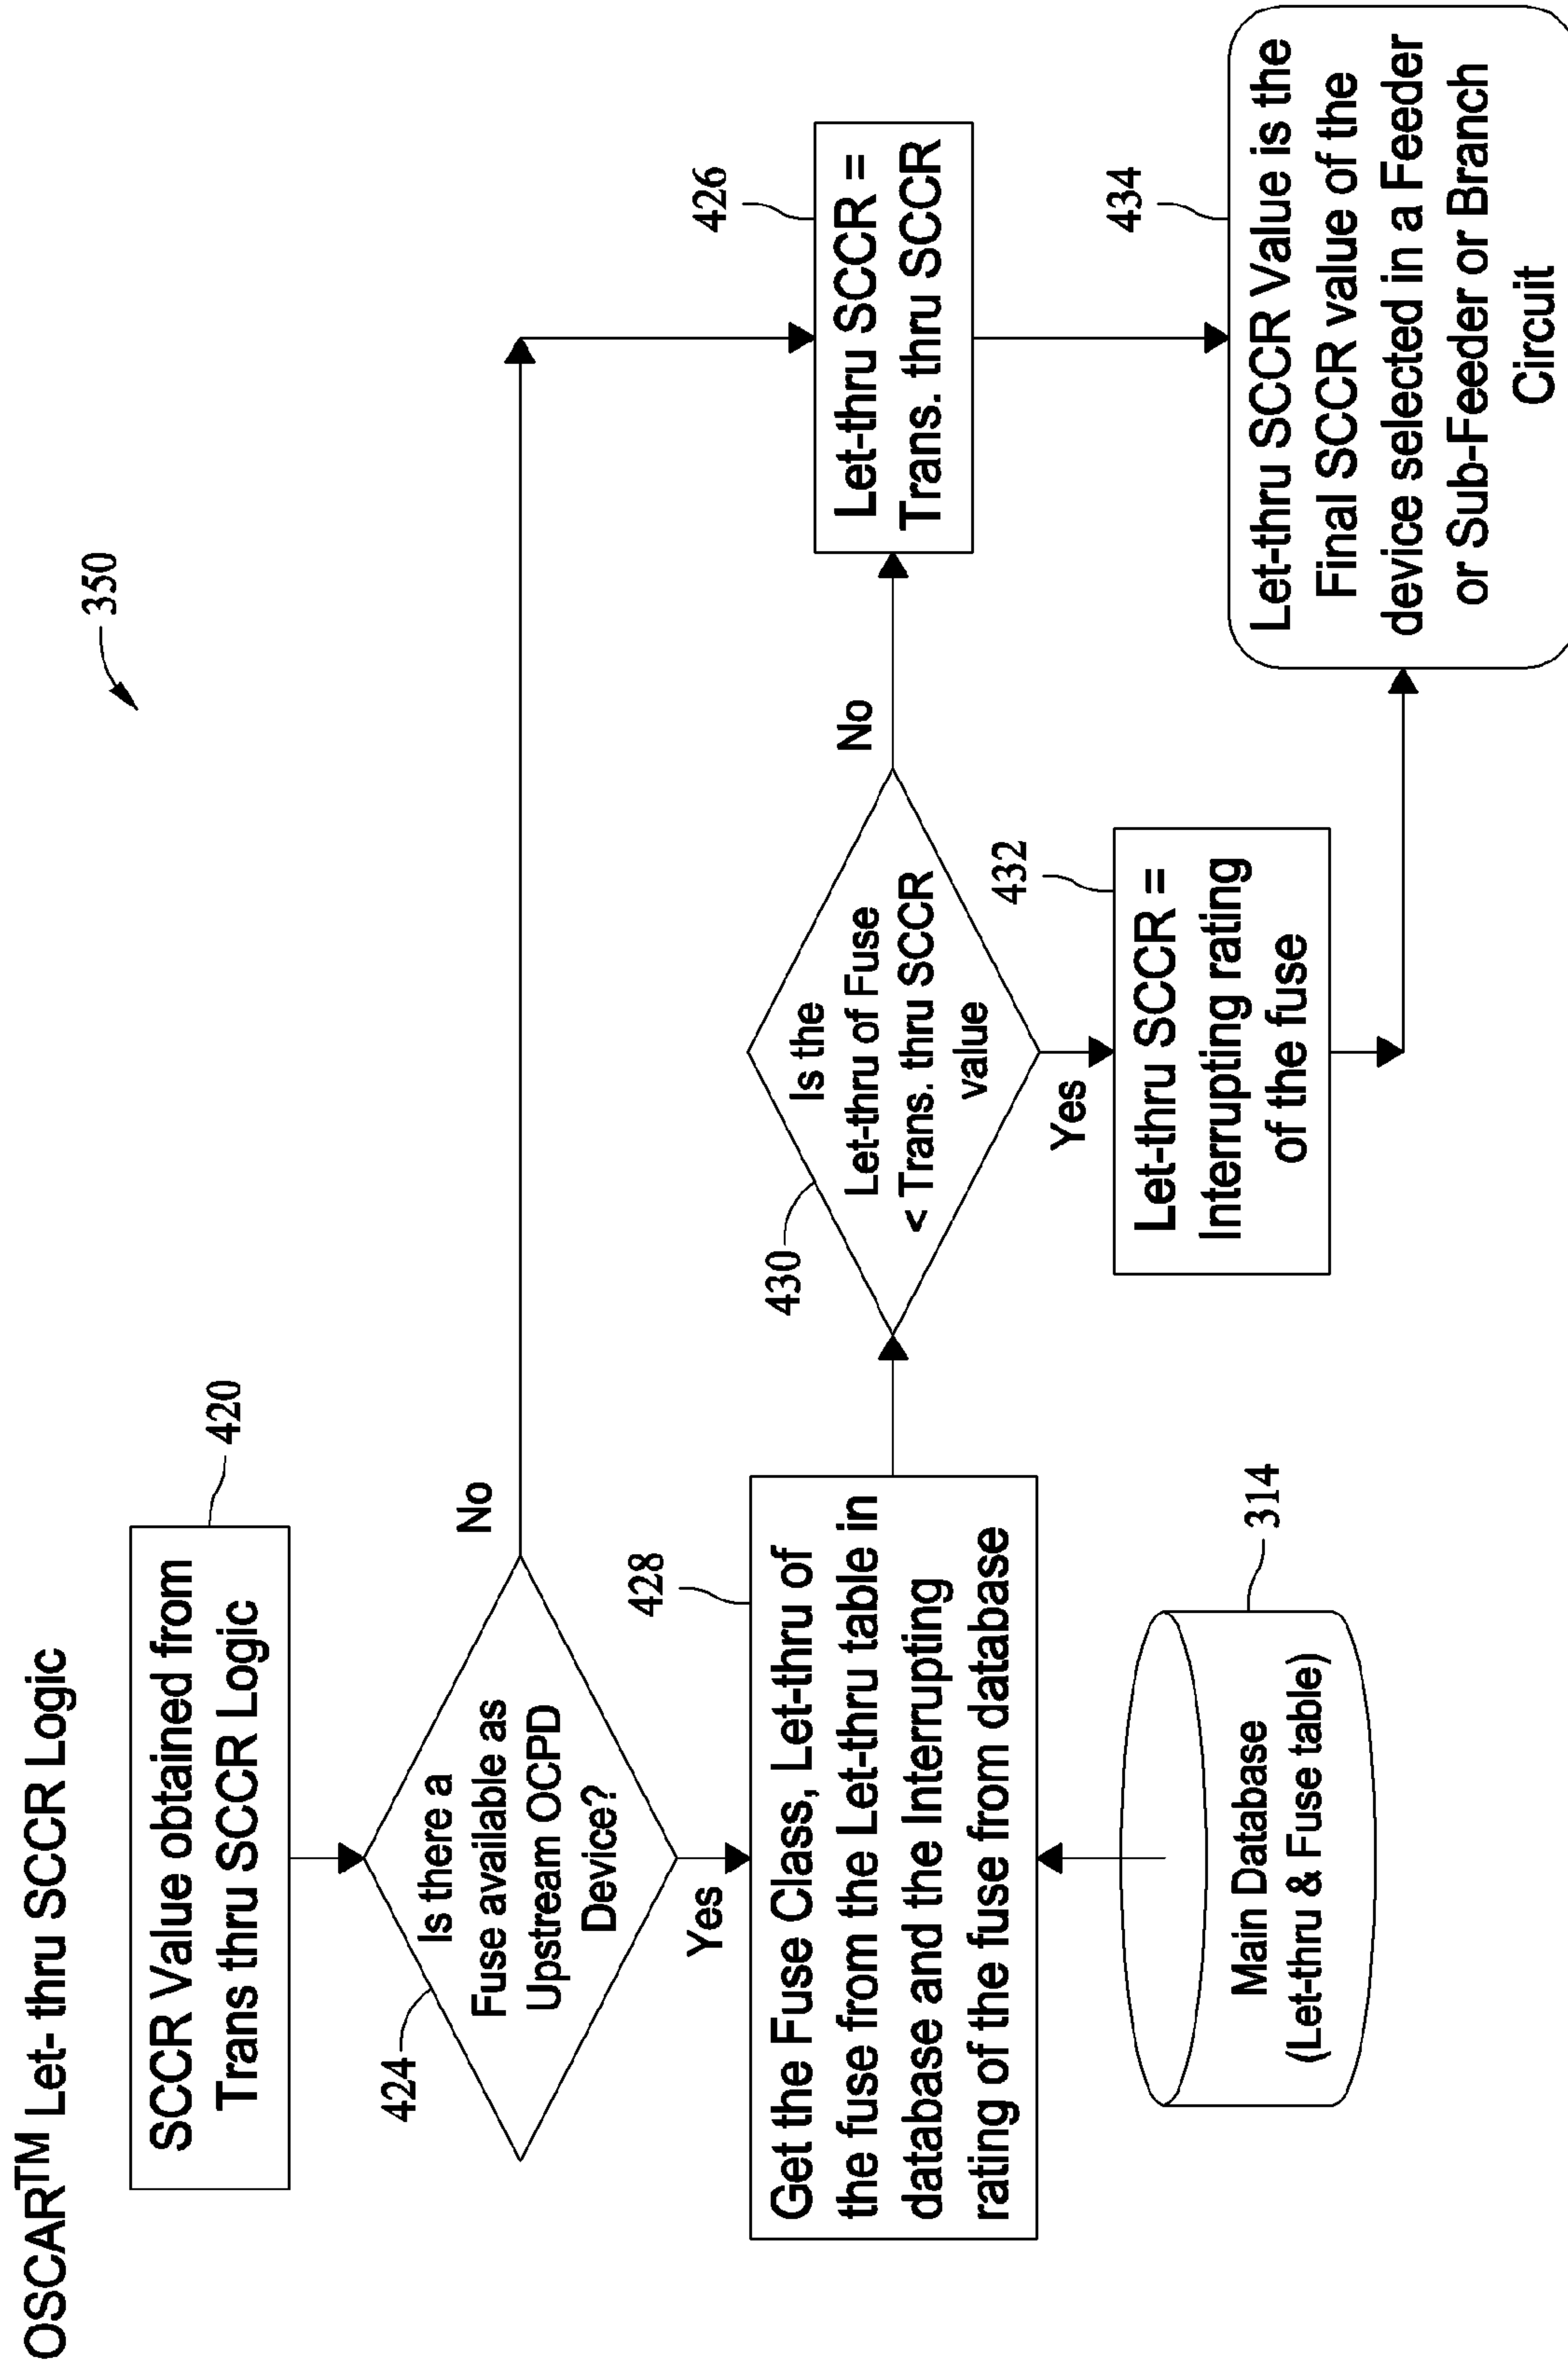 OSCAR™ Let- thru SCCR Logic
350
SCCR Value obtained from
Trans thru SCCR Logic
420
Is there a
Fuse available as
Upstream OCPD
Device?
424
No
Yes
Get the Fuse Class, Let-thru of
the fuse from the Let-thru table in
database and the Interrupting
rating of the fuse from database
428
Main Database
(Let-thru & Fuse table)
314
Is the
Let-thru of Fuse
< Trans. thru SCCR
value
430
No
Yes
Let-thru SCCR =
Trans. thru SCCR
426
Let-thru SCCR =
Interrupting rating
of the fuse
432
Let-thru SCCR Value is the
Final SCCR value of the
device selected in a Feeder
or Sub-Feeder or Branch
Circuit
434